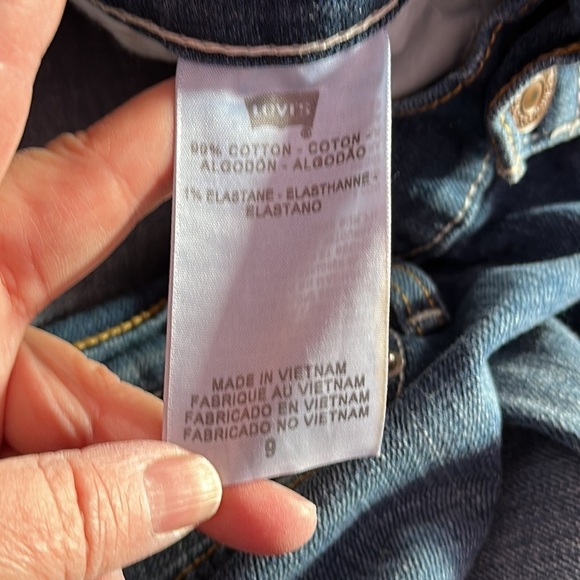 LEVI'S
99% COTTON - COTON -
ALGODÓN - ALGODÃO
1% ELASTANE - ELASTHANNE -
ELASTANO
MADE IN VIETNAM
FABRIQUE AU VIETNAM
FABRICADO EN VIETNAM
FABRICADO NO VIETNAM
9